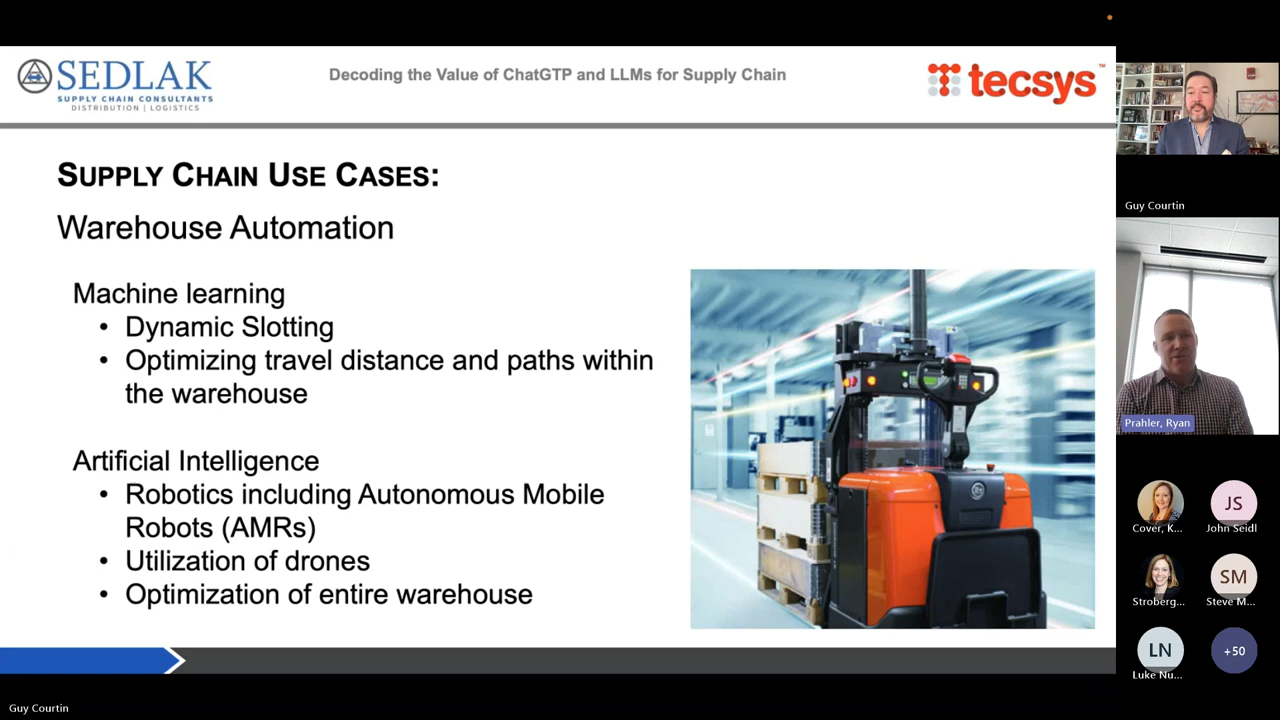 SEDLAK
SUPPLY CHAIN CONSULTANTS
DISTRIBUTION | LOGISTICS
Decoding the Value of ChatGTP and LLMs for Supply Chain
tecsys™
SUPPLY CHAIN USE CASES:
Warehouse Automation
Machine learning
• Dynamic Slotting
• Optimizing travel distance and paths within
the warehouse
Artificial Intelligence
• Robotics including Autonomous Mobile
Robots (AMRs)
• Utilization of drones
• Optimization of entire warehouse
Guy Courtin
Prahler, Ryan
Cover, K...
JS
John Seidl
Stroberg...
SM
Steve M...
LN
Luke Nu...
+50
Guy Courtin